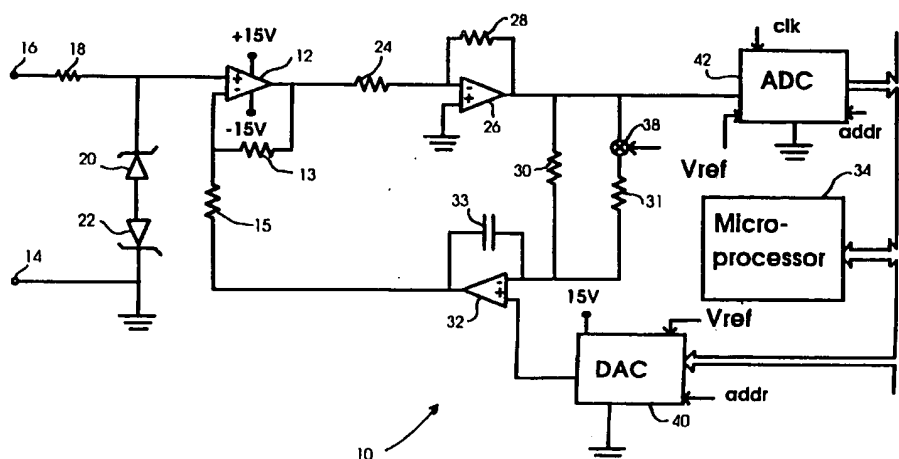 16
18
+15V
12
24
28
clk
42
ADC
-15V
26
38
addr
Vref
20
13
30
31
34
Micro-
processor
22
15
33
14
32
15V
Vref
DAC
addr
40
10